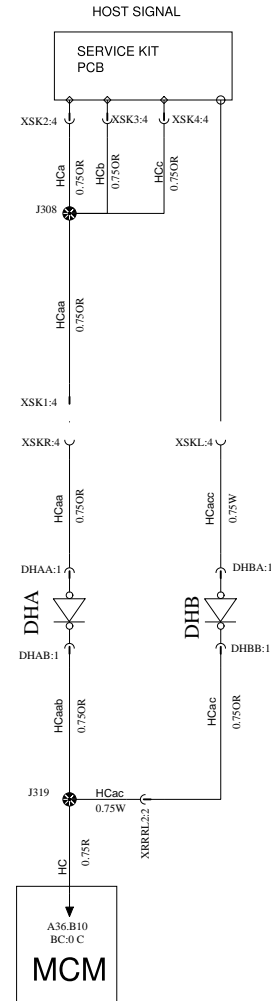 HOST SIGNAL
SERVICE KIT
PCB
XSK2:4
XSK3:4
XSK4:4
HCa
0.75OR
HCb
0.75OR
HCc
0.75OR
J308
HCaa
0.75OR
XSK1:4
XSKR:4
XSKL:4
HCaa
0.75OR
HCacc
0.75W
DHAA:1
DHBA:1
DHA
DHB
DHAB:1
DHBB:1
HCaab
0.75OR
HCac
0.75OR
J319
HCac
0.75W
XRRRL2:2
HC
0.75R
A36.B10
BC:0 C
MCM